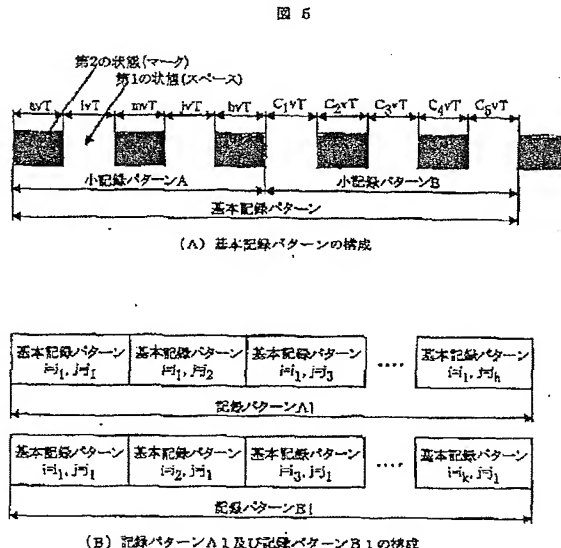 図 5
第2の状態(マーク)
第1の状態(スペース)
avT ivT mvT jvT bvT C₁vT C₂vT C₃vT C₄vT C₅vT
小記録パターンA 小記録パターンB
基本記録パターン
(A) 基本記録パターンの構成
基本記録パターン 基本記録パターン 基本記録パターン 基本記録パターン
i=i₁, j=j₁ i=i₁, j=j₂ i=i₁, j=j₃ ···· i=i₁, j=jₕ
記録パターンA1
基本記録パターン 基本記録パターン 基本記録パターン 基本記録パターン
i=i₁, j=j₁ i=i₂, j=j₁ i=i₃, j=j₁ ···· i=iₖ, j=j₁
記録パターンB1
(B) 記録パターンA1及び記録パターンB1の構成